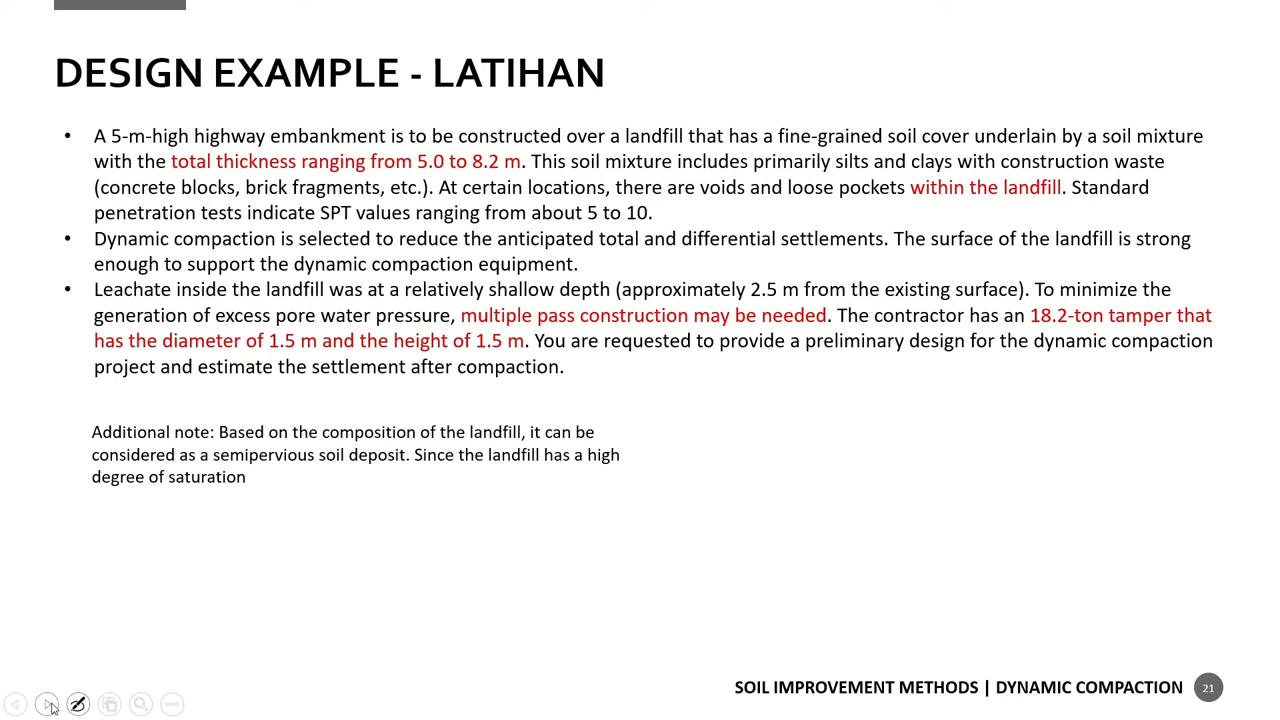 DESIGN EXAMPLE - LATIHAN
• A 5-m-high highway embankment is to be constructed over a landfill that has a fine-grained soil cover underlain by a soil mixture
with the total thickness ranging from 5.0 to 8.2 m. This soil mixture includes primarily silts and clays with construction waste
(concrete blocks, brick fragments, etc.). At certain locations, there are voids and loose pockets within the landfill. Standard
penetration tests indicate SPT values ranging from about 5 to 10.
• Dynamic compaction is selected to reduce the anticipated total and differential settlements. The surface of the landfill is strong
enough to support the dynamic compaction equipment.
• Leachate inside the landfill was at a relatively shallow depth (approximately 2.5 m from the existing surface). To minimize the
generation of excess pore water pressure, multiple pass construction may be needed. The contractor has an 18.2-ton tamper that
has the diameter of 1.5 m and the height of 1.5 m. You are requested to provide a preliminary design for the dynamic compaction
project and estimate the settlement after compaction.
Additional note: Based on the composition of the landfill, it can be
considered as a semipervious soil deposit. Since the landfill has a high
degree of saturation
SOIL IMPROVEMENT METHODS | DYNAMIC COMPACTION 21